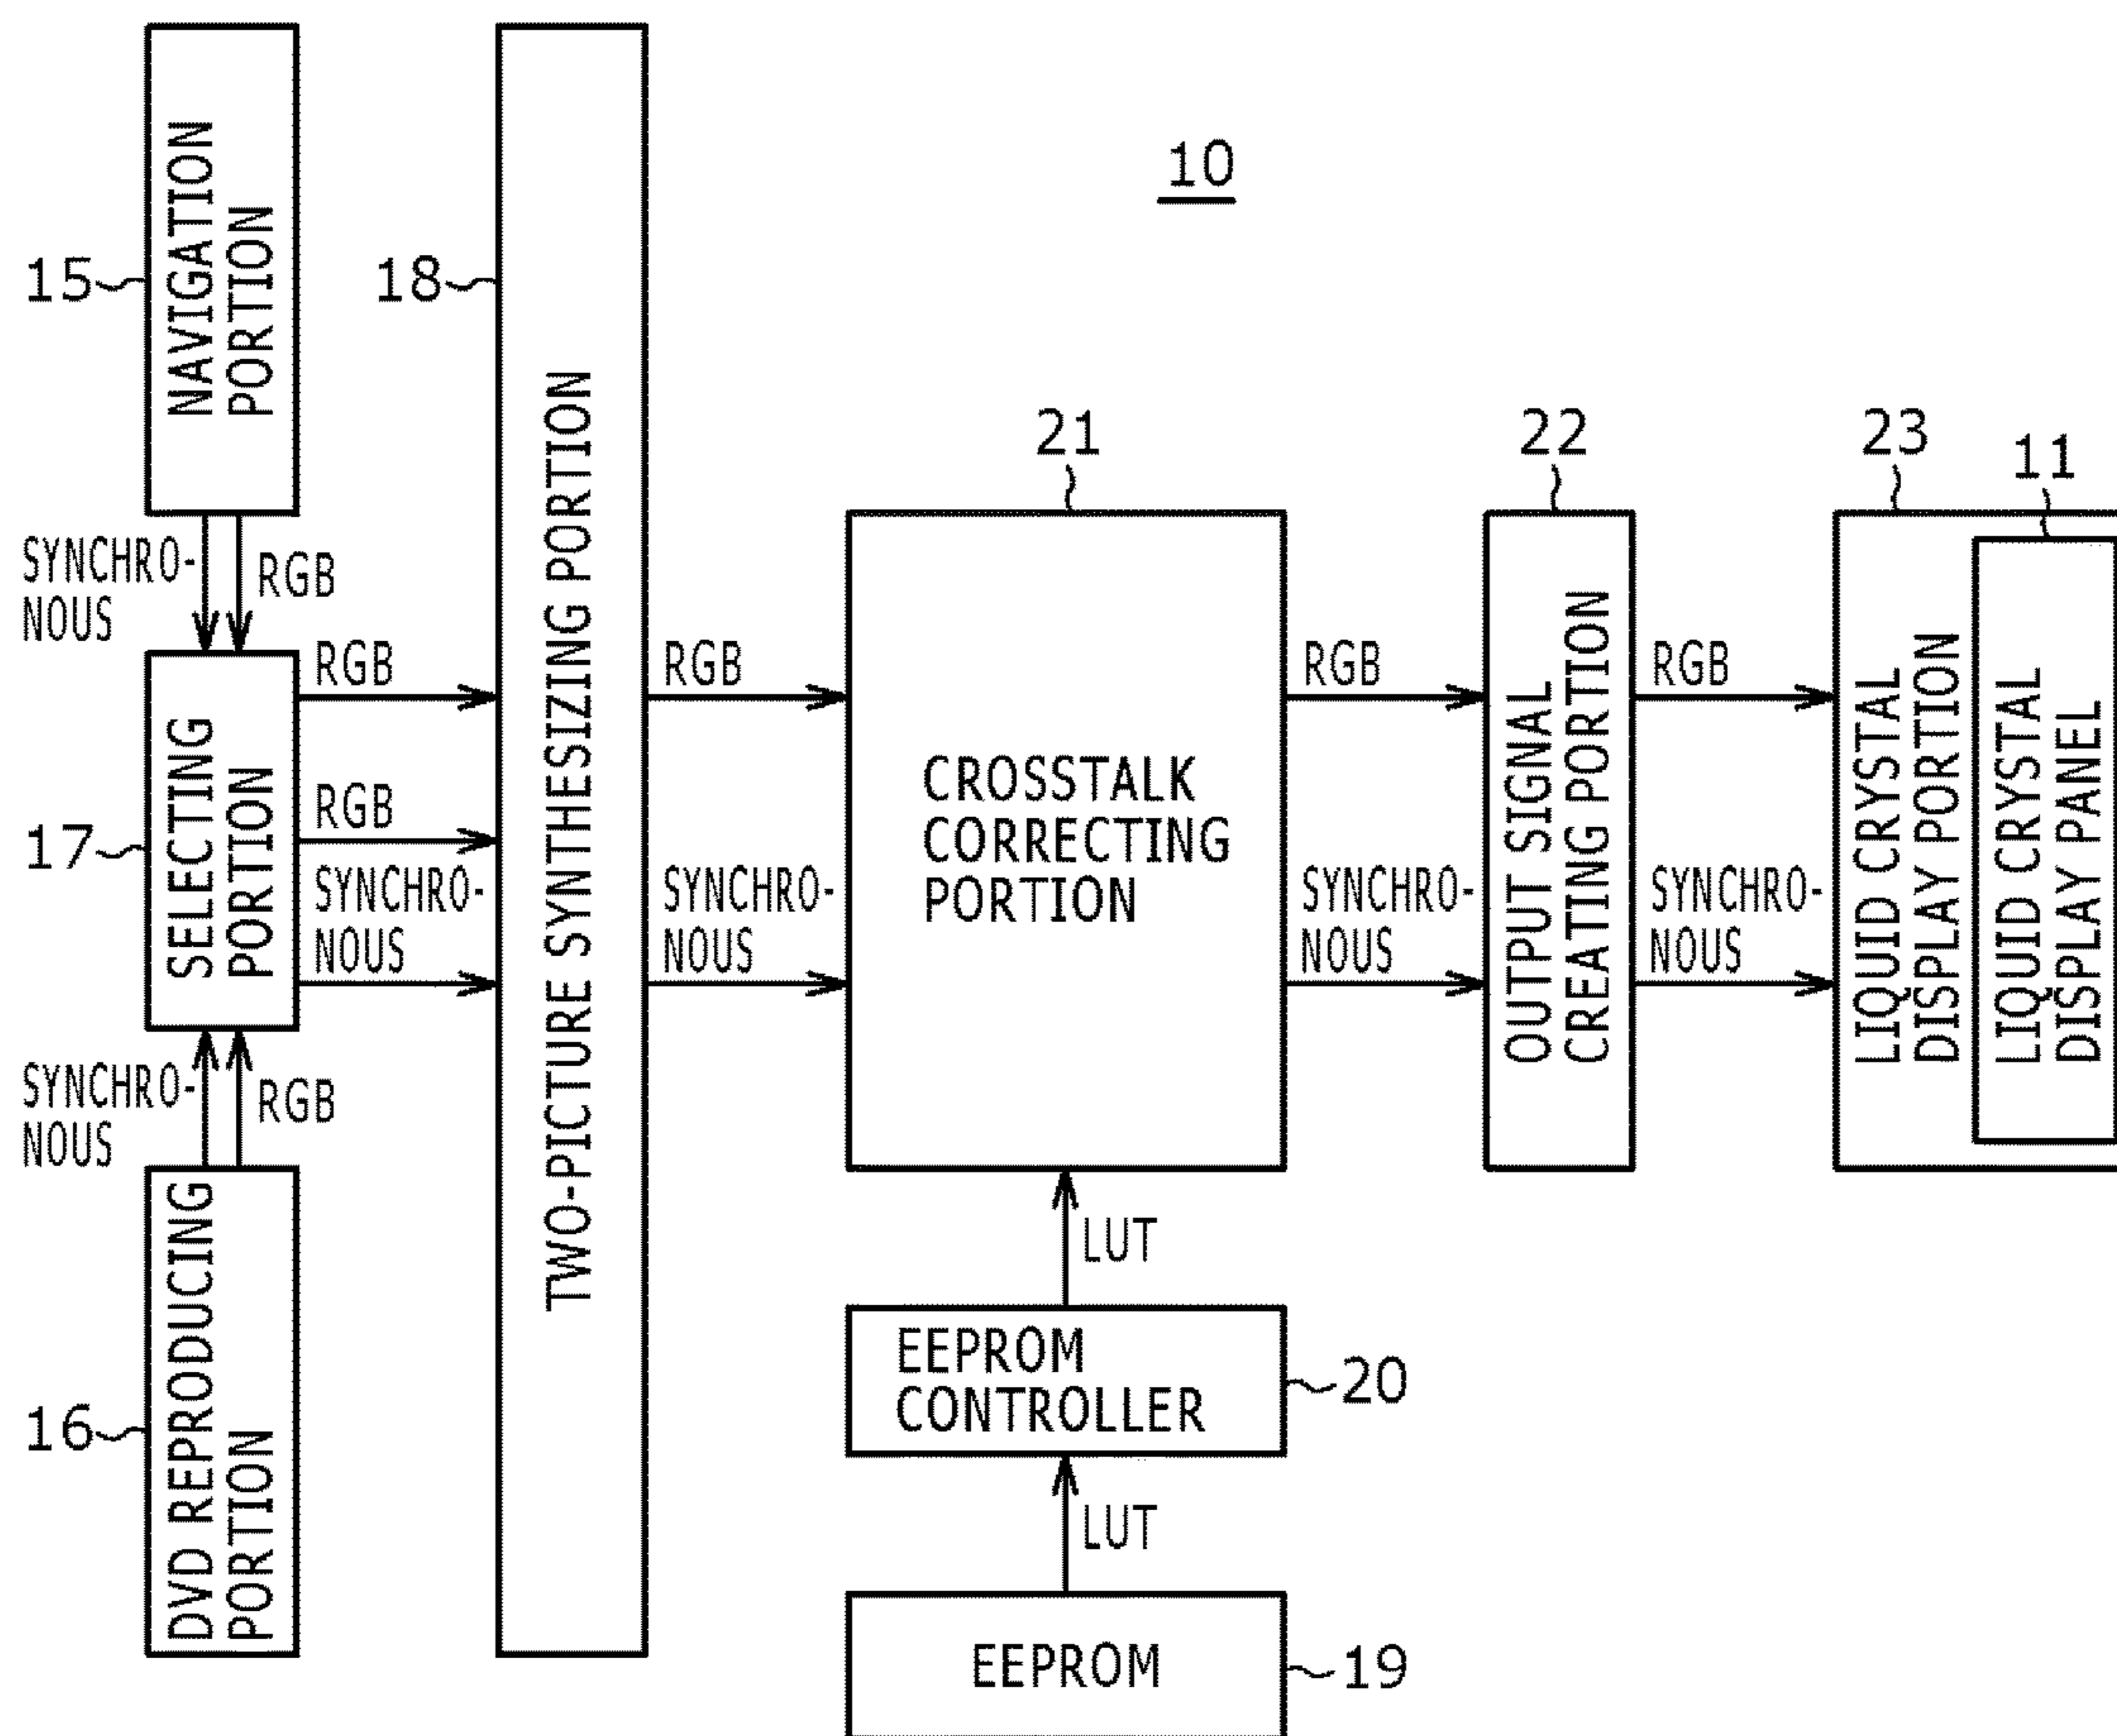 10
15
NAVIGATION
PORTION
SYNCHRO-
NOUS
RGB
17
SELECTING
PORTION
SYNCHRO-
NOUS
RGB
16
DVD REPRODUCING
PORTION
RGB
RGB
SYNCHRO-
NOUS
18
TWO-PICTURE SYNTHESIZING PORTION
RGB
SYNCHRO-
NOUS
21
CROSSTALK
CORRECTING
PORTION
LUT
EEPROM
CONTROLLER
20
LUT
EEPROM
19
RGB
SYNCHRO-
NOUS
22
OUTPUT SIGNAL
CREATING PORTION
RGB
SYNCHRO-
NOUS
23
LIQUID CRYSTAL
DISPLAY PORTION
11
LIQUID CRYSTAL
DISPLAY PANEL